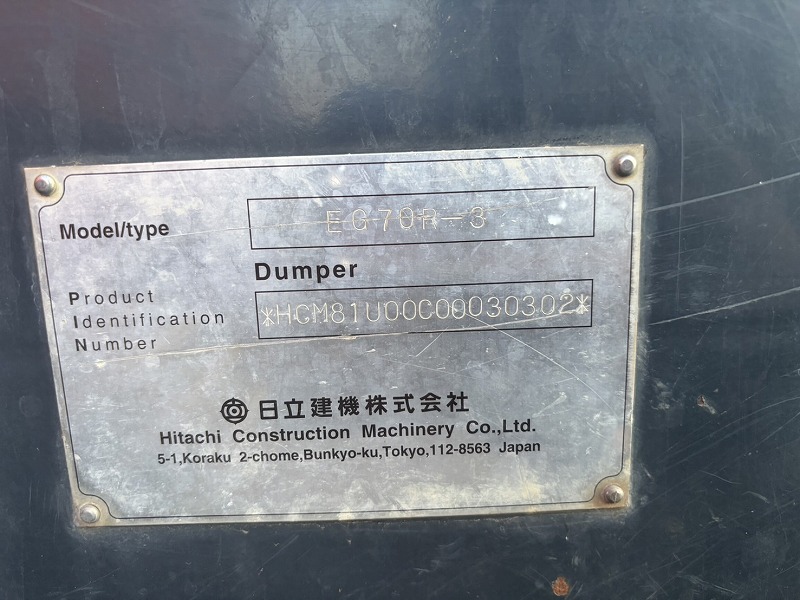 Model/type EG70R-3
Dumper
Product
Identification
Number
*HCM81U00C00030302*
日立建機株式会社
Hitachi Construction Machinery Co.,Ltd.
5-1,Koraku 2-chome,Bunkyo-ku,Tokyo,112-8563 Japan